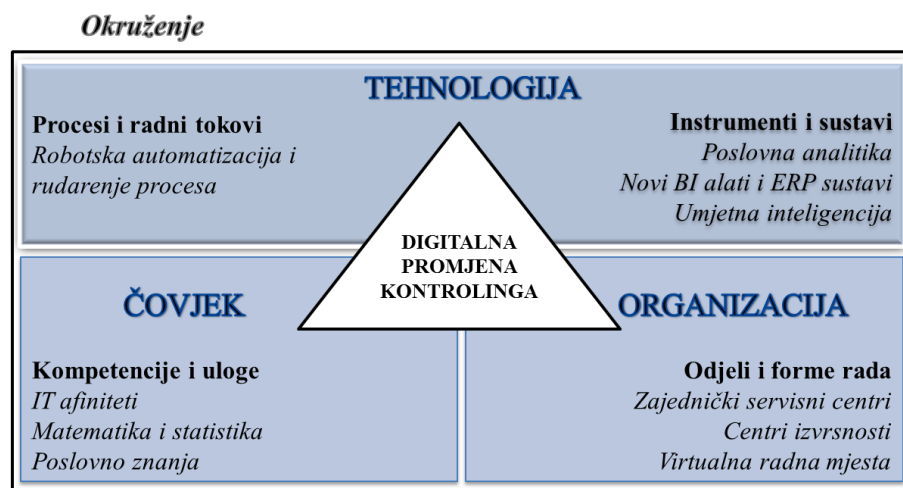 Okruženje
TEHNOLOGIJA
Procesi i radni tokovi
Robotska automatizacija i
rudarenje procesa
Instrumenti i sustavi
Poslovna analitika
Novi BI alati i ERP sustavi
Umjetna inteligencija
DIGITALNA
PROMJENA
KONTROLINGA
ČOVJEK
Kompetencije i uloge
IT afiniteti
Matematika i statistika
Poslovno znanja
ORGANIZACIJA
Odjeli i forme rada
Zajednički servisni centri
Centri izvrsnosti
Virtualna radna mjesta